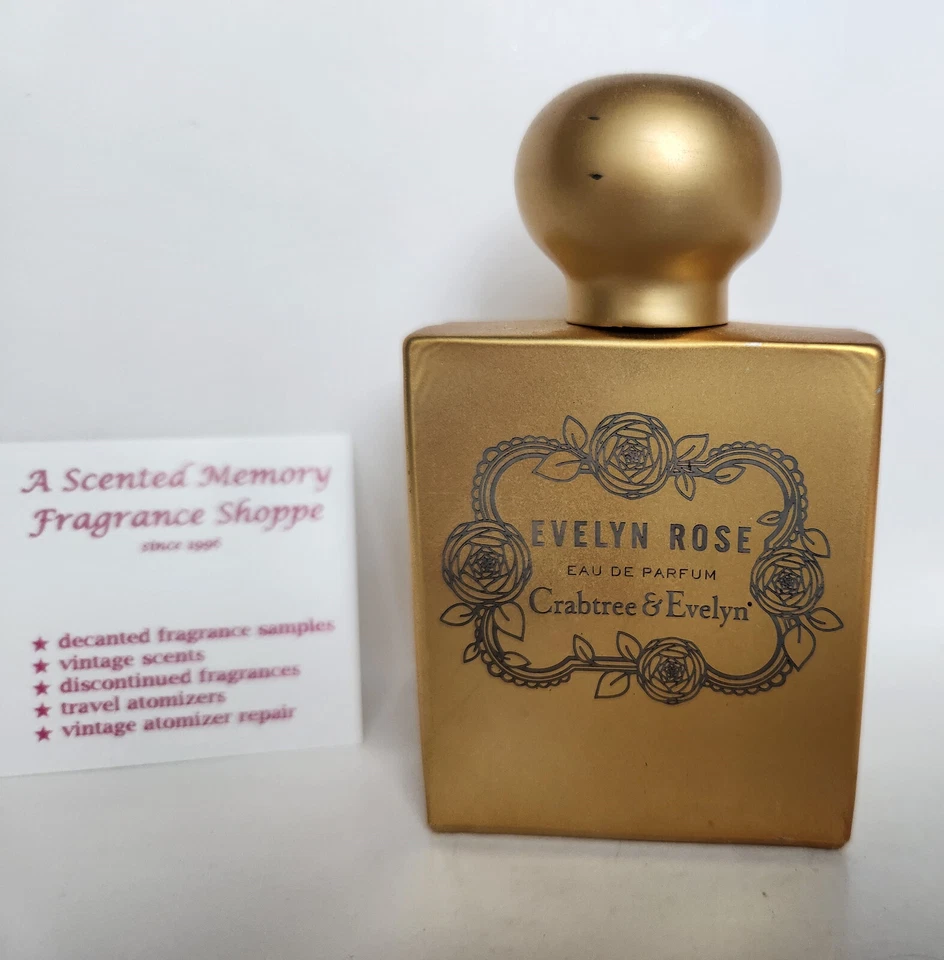 A Scented Memory
Fragrance Shoppe
since 1996
★ decanted fragrance samples
★ vintage scents
★ discontinued fragrances
★ travel atomizers
★ vintage atomizer repair
EVELYN ROSE
EAU DE PARFUM
Crabtree & Evelyn®